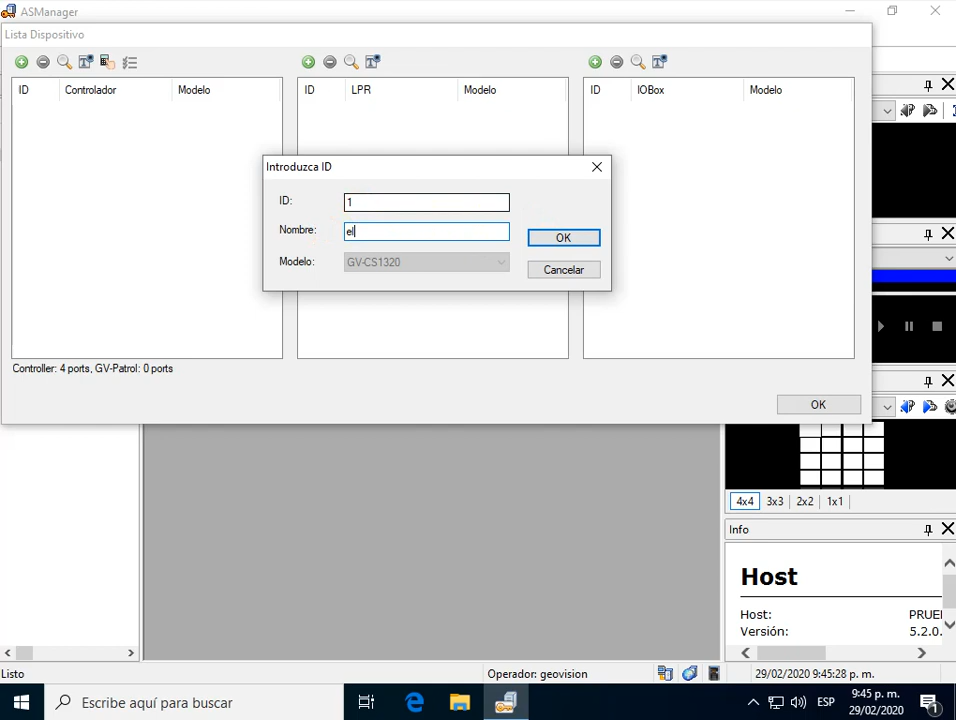 ASManager
Lista Dispositivo
ID Controlador Modelo
ID LPR Modelo
ID IOBox Modelo
Introduzca ID
ID: 1
Nombre: el
OK
Modelo: GV-CS1320
Cancelar
Controller: 4 ports, GV-Patrol: 0 ports
OK
4x4 3x3 2x2 1x1
Info
Host
Host: PRUE
Versión: 5.2.0.
Listo
Operador: geovision
29/02/2020 9:45:28 p. m.
Escribe aquí para buscar
ESP
9:45 p. m.
29/02/2020
1